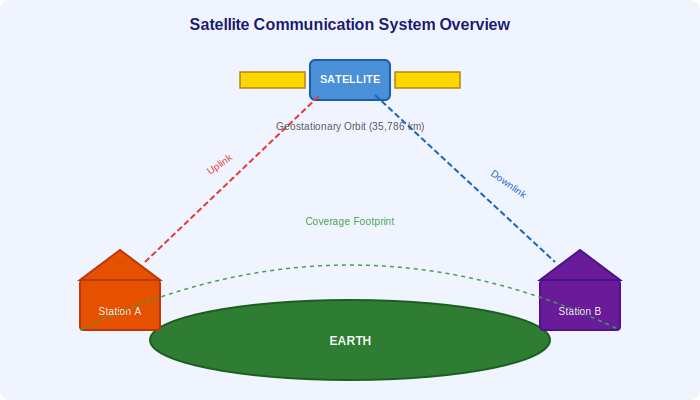 Satellite Communication System Overview
SATELLITE
Geostationary Orbit (35,786 km)
Uplink
Downlink
Coverage Footprint
Station A
Station B
EARTH